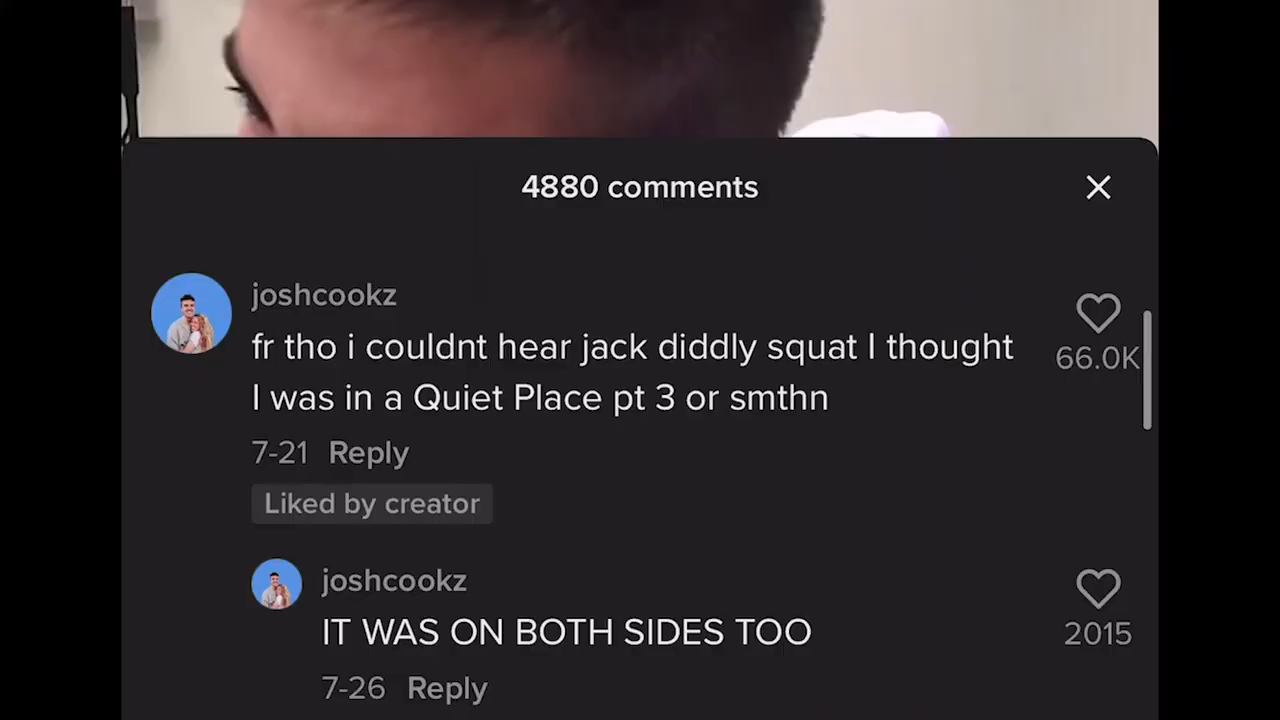 4880 comments
joshcookz
fr tho i couldnt hear jack diddly squat I thought
I was in a Quiet Place pt 3 or smthn
66.0K
7-21 Reply
Liked by creator
joshcookz
IT WAS ON BOTH SIDES TOO
2015
7-26 Reply